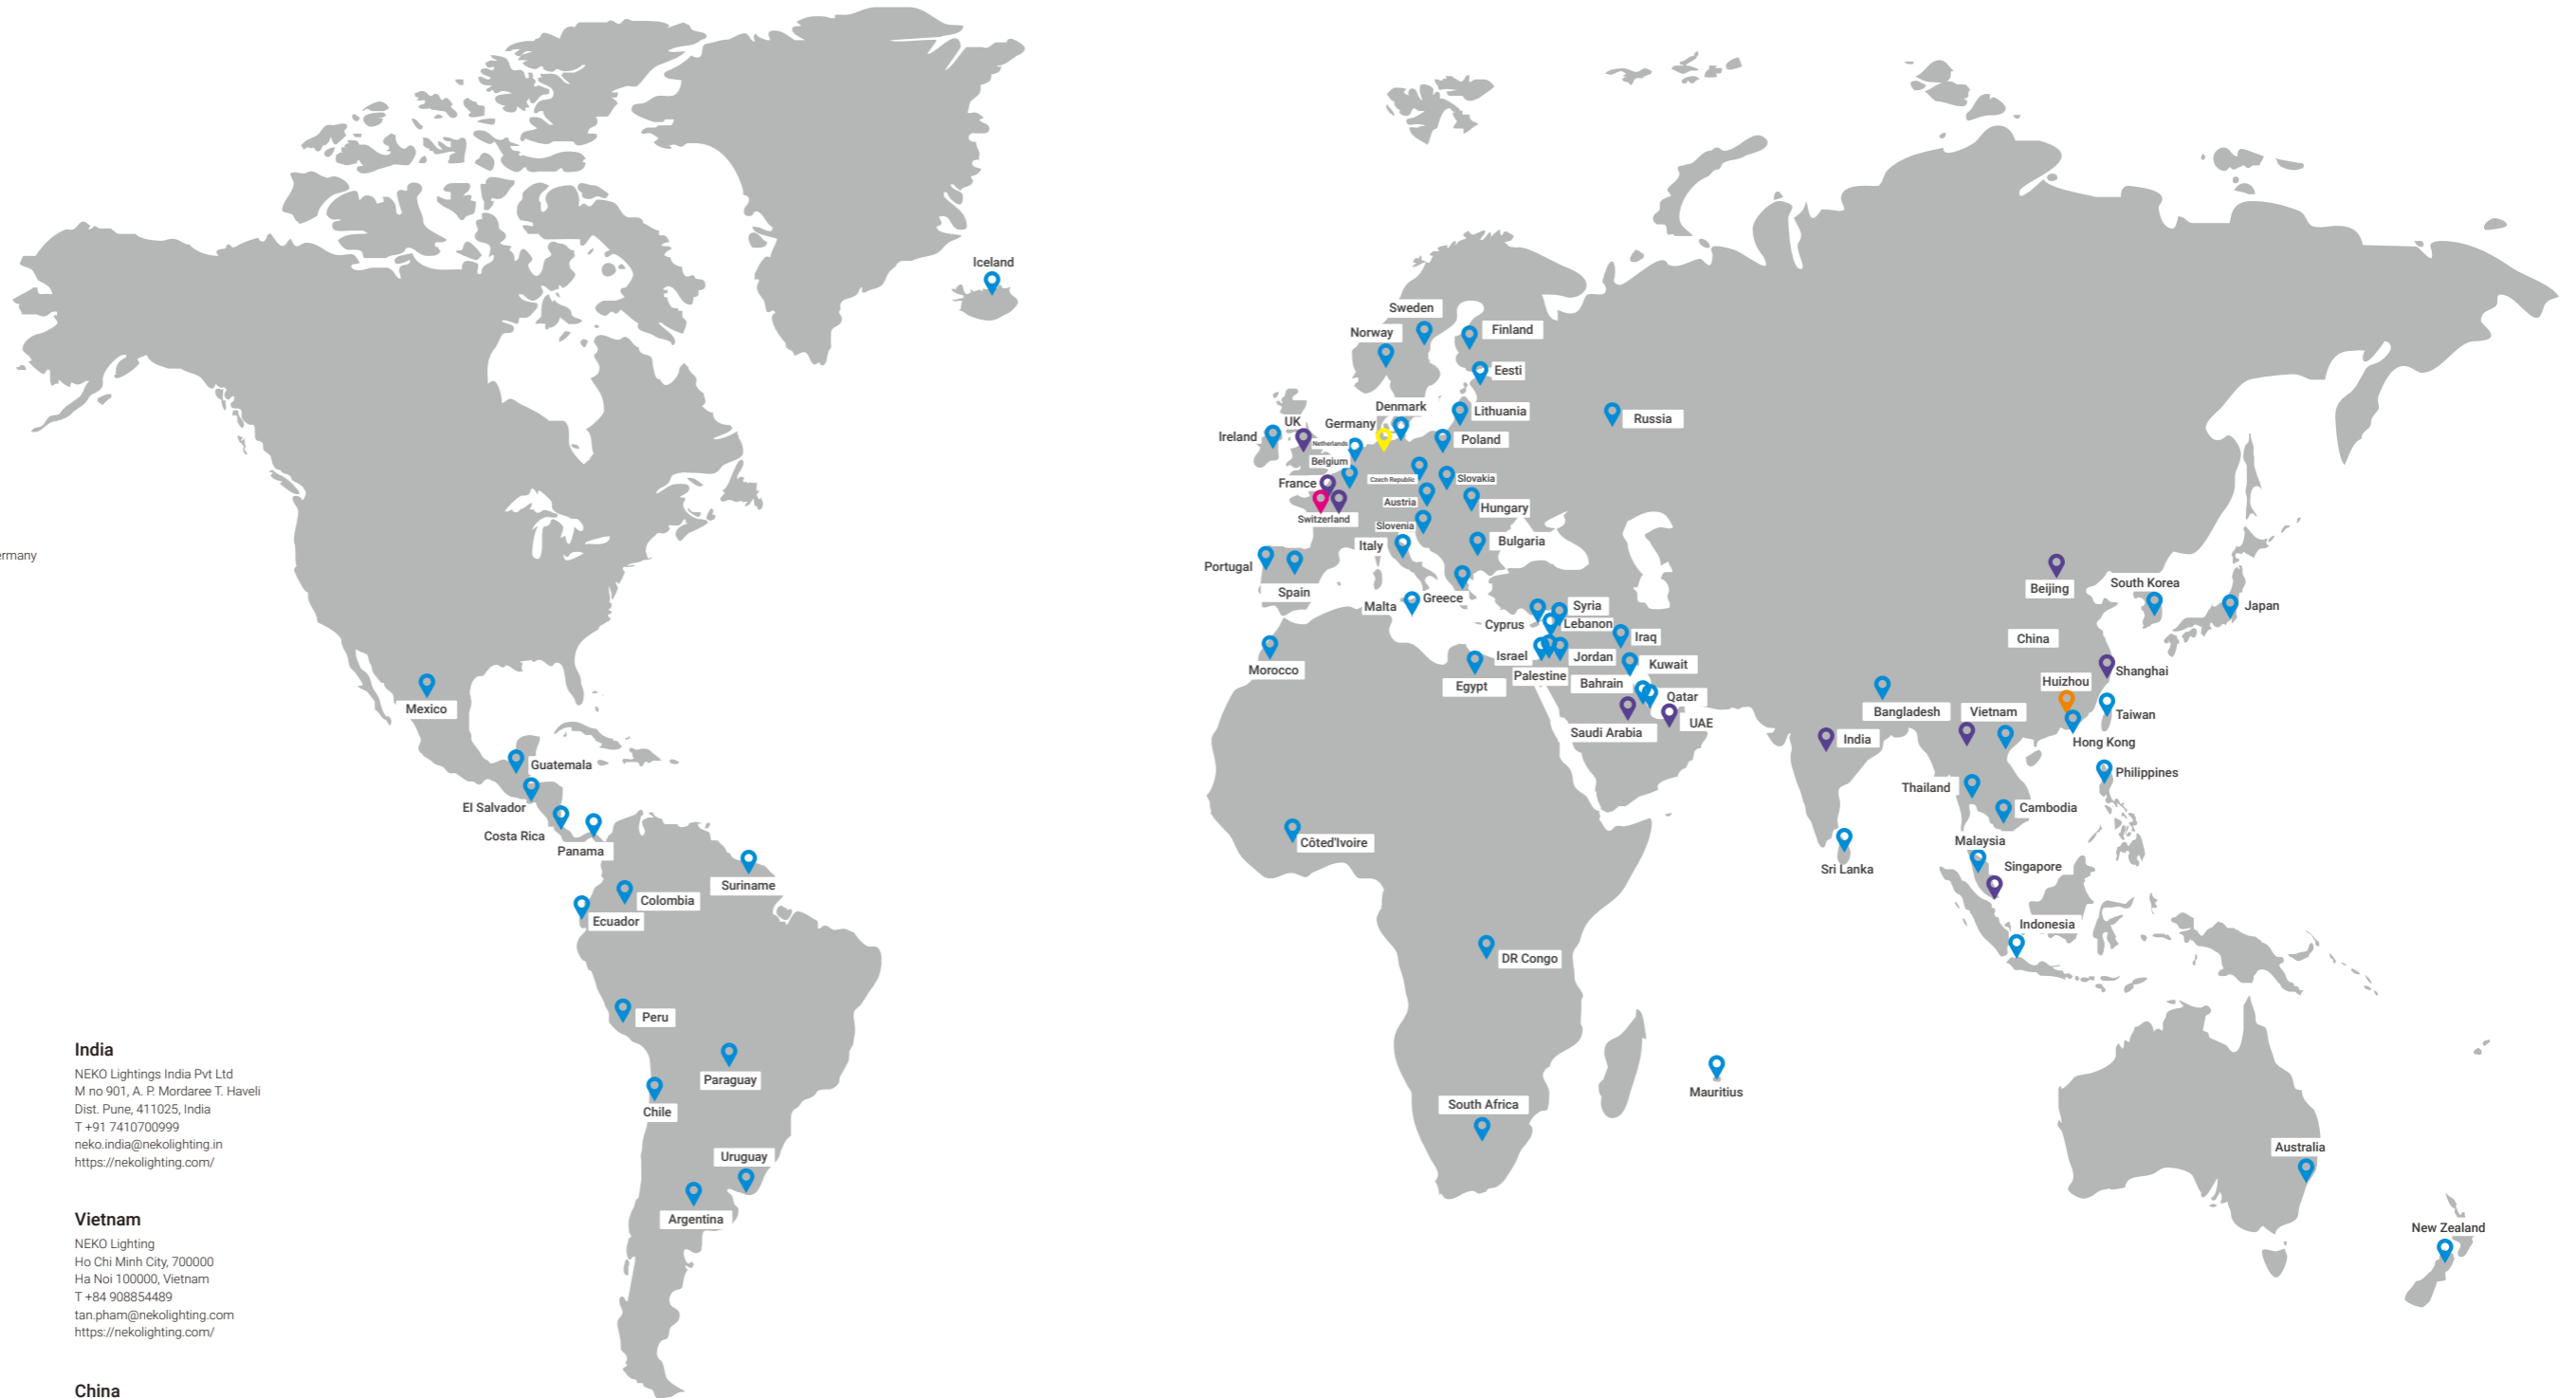 Iceland
Sweden
Norway
Finland
Eesti
Denmark
Lithuania
Russia
UK
Germany
Ireland
Netherlands
Poland
Belgium
Czech Republic
Slovakia
France
Austria
Hungary
Switzerland
Slovenia
Italy
Bulgaria
ermany
Portugal
Spain
Malta
Greece
Syria
Cyprus
Lebanon
Iraq
Israel
Jordan
Palestine
Kuwait
Morocco
Egypt
Bahrain
Qatar
Saudi Arabia
UAE
Beijing
South Korea
Japan
China
Shanghai
Huizhou
Bangladesh
Vietnam
Taiwan
India
Hong Kong
Philippines
Thailand
Cambodia
Malaysia
Singapore
Sri Lanka
Indonesia
Mexico
Guatemala
El Salvador
Costa Rica
Panama
Suriname
Colombia
Ecuador
Côted'Ivoire
DR Congo
Peru
Paraguay
Chile
Mauritius
South Africa
Uruguay
Argentina
Australia
New Zealand
India
NEKO Lightings India Pvt Ltd
M no 901, A. P. Mordaree T. Haveli
Dist. Pune, 411025, India
T +91 7410700999
neko.india@nekolighting.in
https://nekolighting.com/
Vietnam
NEKO Lighting
Ho Chi Minh City, 700000
Ha Noi 100000, Vietnam
T +84 908854489
tan.pham@nekolighting.com
https://nekolighting.com/
China